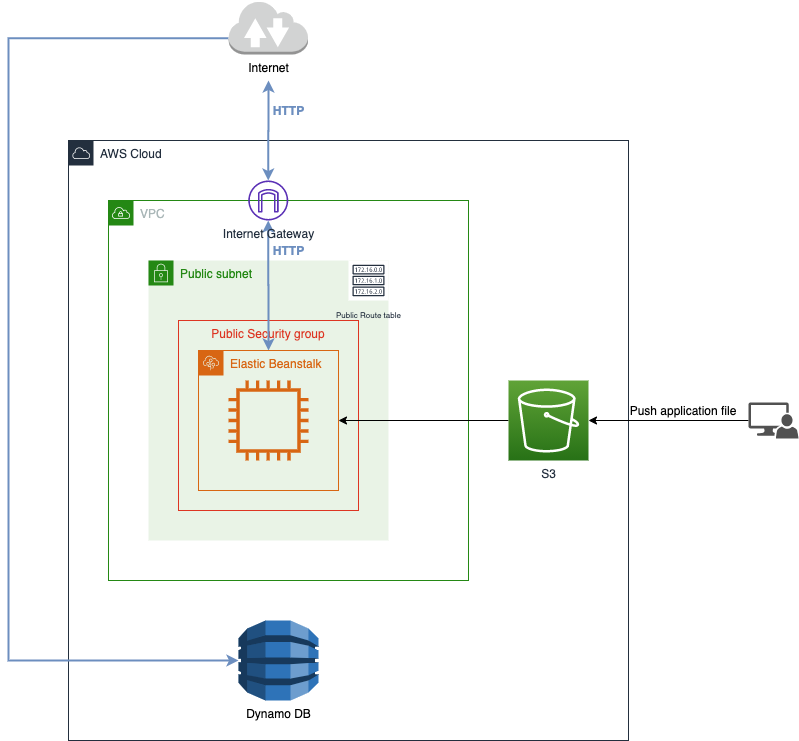 Internet
HTTP
AWS Cloud
VPC
Internet Gateway
HTTP
Public subnet
172.16.0.0
172.16.1.0
172.16.2.0
Public Route table
Public Security group
Elastic Beanstalk
Push application file
S3
Dynamo DB